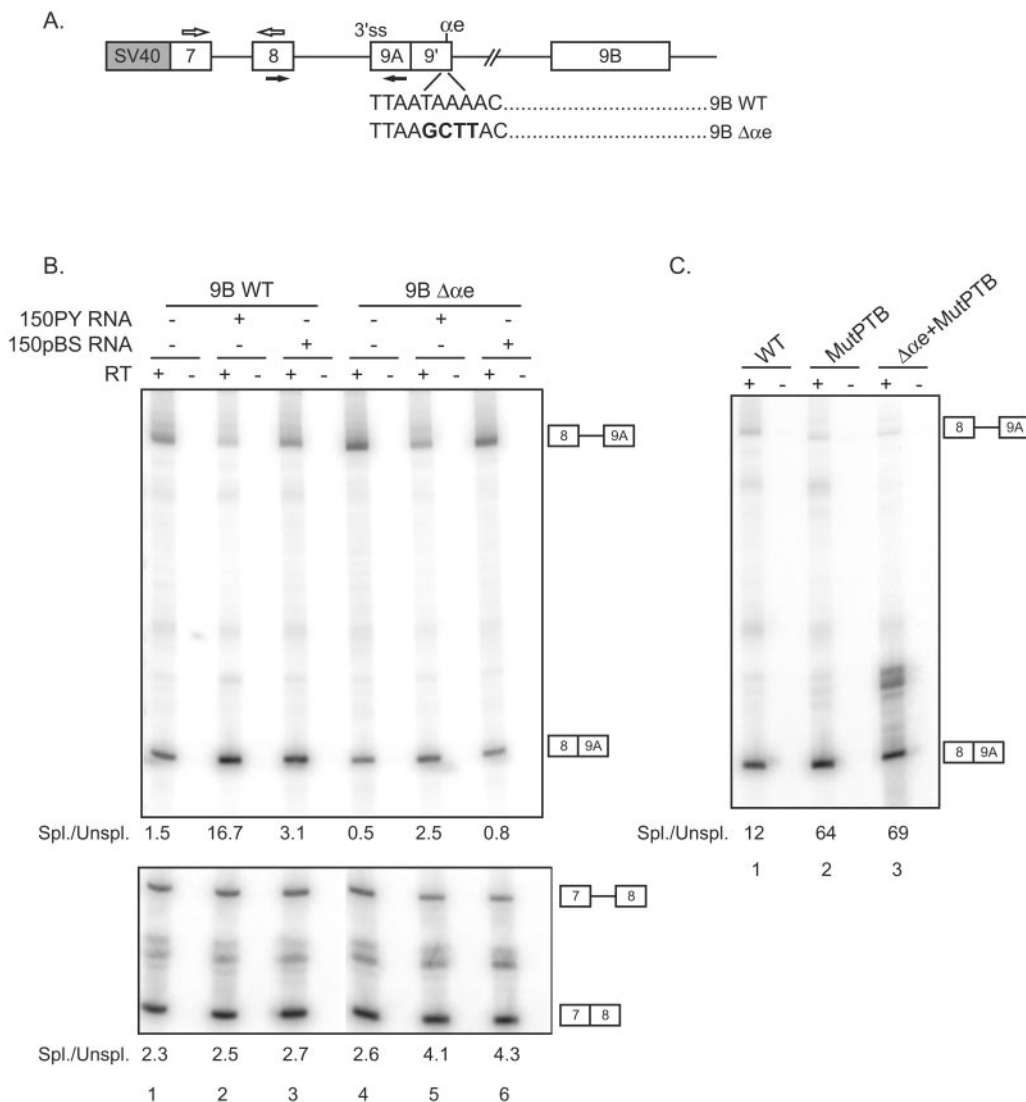 A.
3'ss αe
SV40 7 8 9A 9' 9B
TTAATAAAAC................................9B WT
TTAAGCTTAC................................9B Δαe
B.
9B WT 9B Δαe
150PY RNA - + - - + -
150pBS RNA - - + - - +
RT + - + - + - + - + - + -
8 9A
8 9A
Spl./Unspl. 1.5 16.7 3.1 0.5 2.5 0.8
7 8
7 8
Spl./Unspl. 2.3 2.5 2.7 2.6 4.1 4.3
1 2 3 4 5 6
C.
WT MutPTB Δαe+MutPTB
+ - + - + -
8 9A
8 9A
Spl./Unspl. 12 64 69
1 2 3